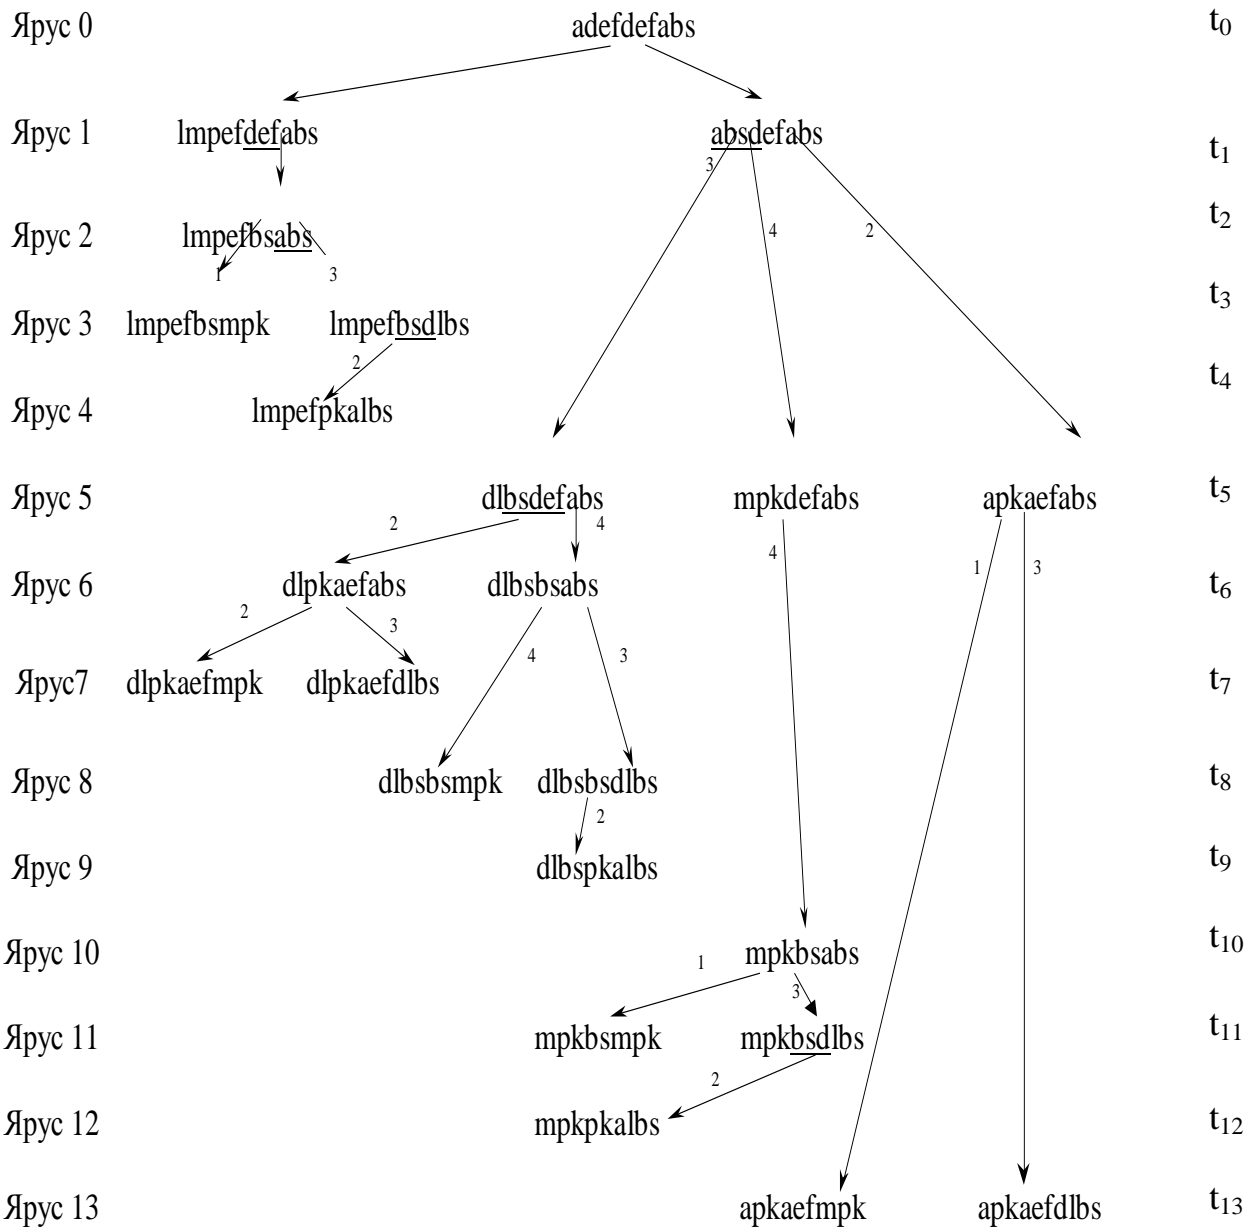 Ярус 0 adefdefabs t0
Ярус 1 lmpefdefabs absdefabs t1
3
Ярус 2 lmpefbsabs 4 2 t2
1 3
Ярус 3 lmpefbsmpk lmpefbsdlbs t3
2
Ярус 4 lmpefpkalbs t4
Ярус 5 dlbsdefabs mpkdefabs apkaefabs t5
2 4 4 1 3
Ярус 6 dlpkaefabs dlbsbsabs t6
2 3 4 3
Ярус7 dlpkaefmpk dlpkaefdlbs t7
Ярус 8 dlbsbsmpk dlbsbsdlbs t8
2
Ярус 9 dlbspkalbs t9
Ярус 10 mpkbsabs t10
1 3
Ярус 11 mpkbsmpk mpkbsdlbs t11
2
Ярус 12 mpkpkalbs t12
Ярус 13 apkaefmpk apkaefdlbs t13